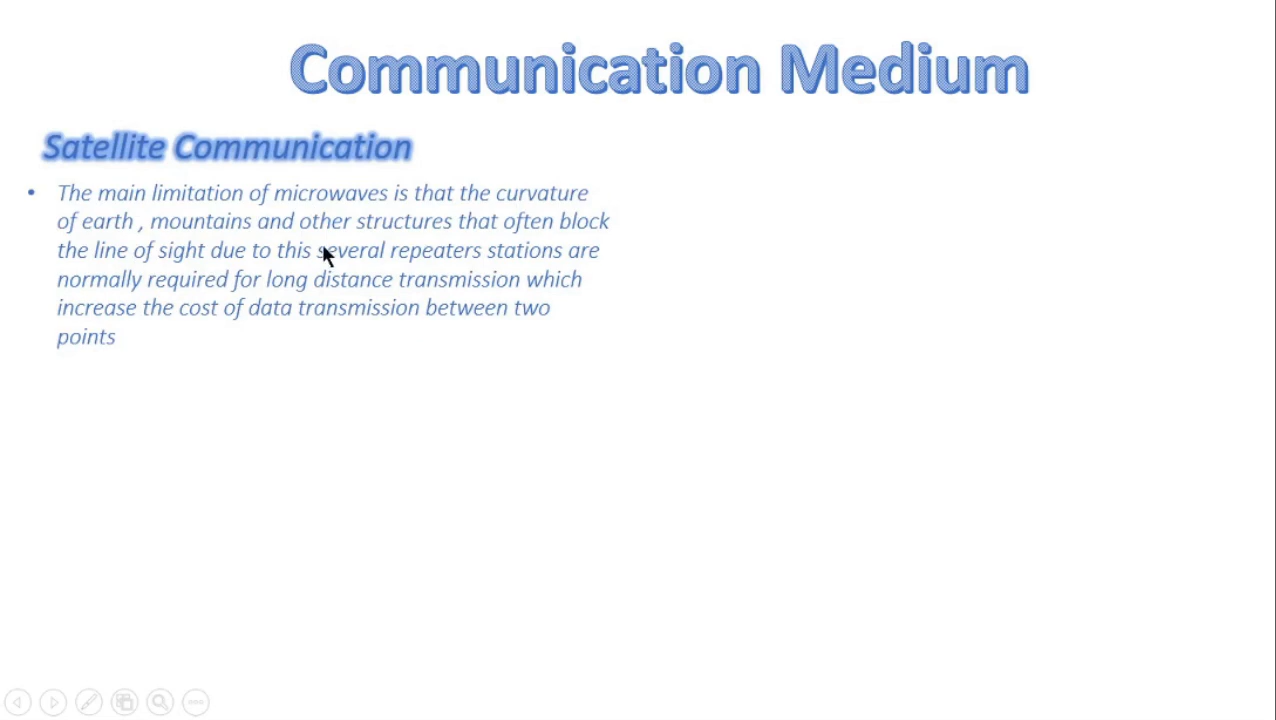 Communication Medium
Satellite Communication
• The main limitation of microwaves is that the curvature
of earth , mountains and other structures that often block
the line of sight due to this several repeaters stations are
normally required for long distance transmission which
increase the cost of data transmission between two
points